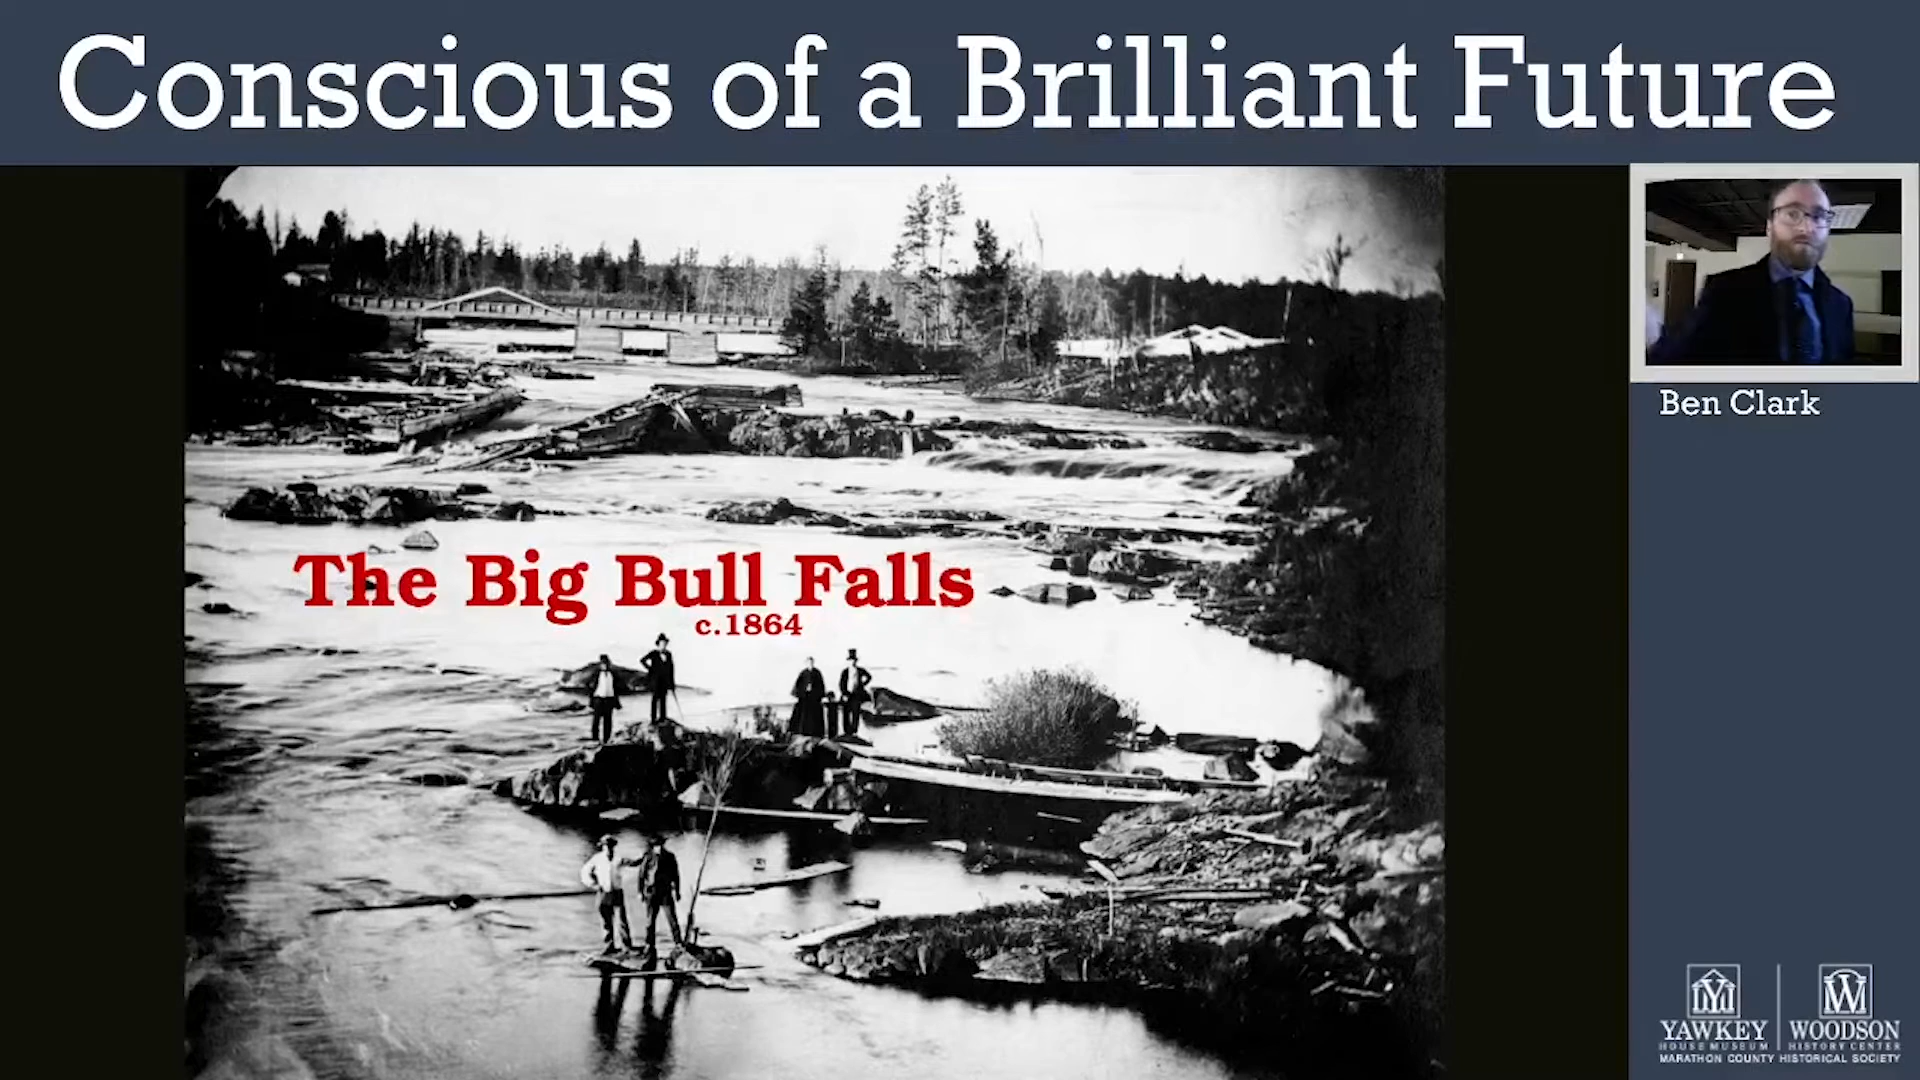 Conscious of a Brilliant Future
The Big Bull Falls
c.1864
Ben Clark
YAWKEY
HOUSE MUSEUM
WOODSON
HISTORY CENTER
MARATHON COUNTY HISTORICAL SOCIETY